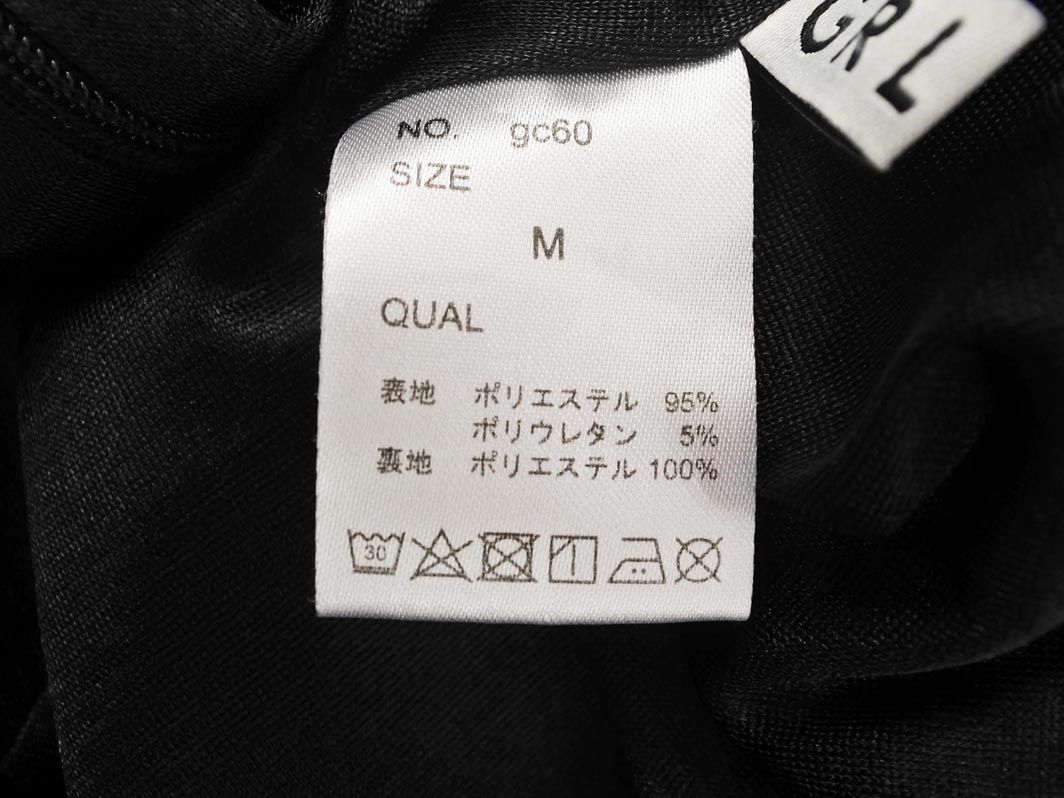 GRL
NO. gc60
SIZE
M
QUAL
表地 ポリエステル 95%
ポリウレタン 5%
裏地 ポリエステル 100%
30